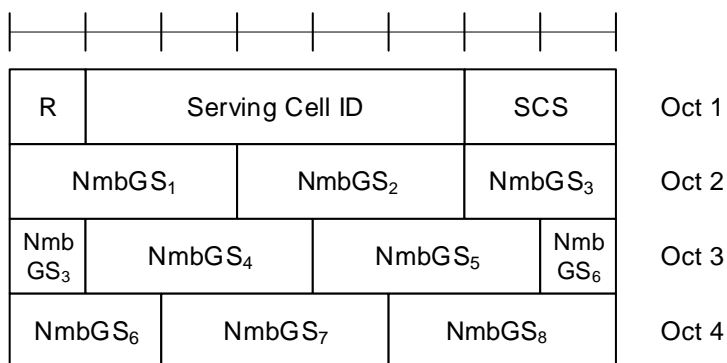 R Serving Cell ID SCS Oct 1
NmbGS₁ NmbGS₂ NmbGS₃ Oct 2
Nmb GS₃ NmbGS₄ NmbGS₅ Nmb GS₆ Oct 3
NmbGS₆ NmbGS₇ NmbGS₈ Oct 4